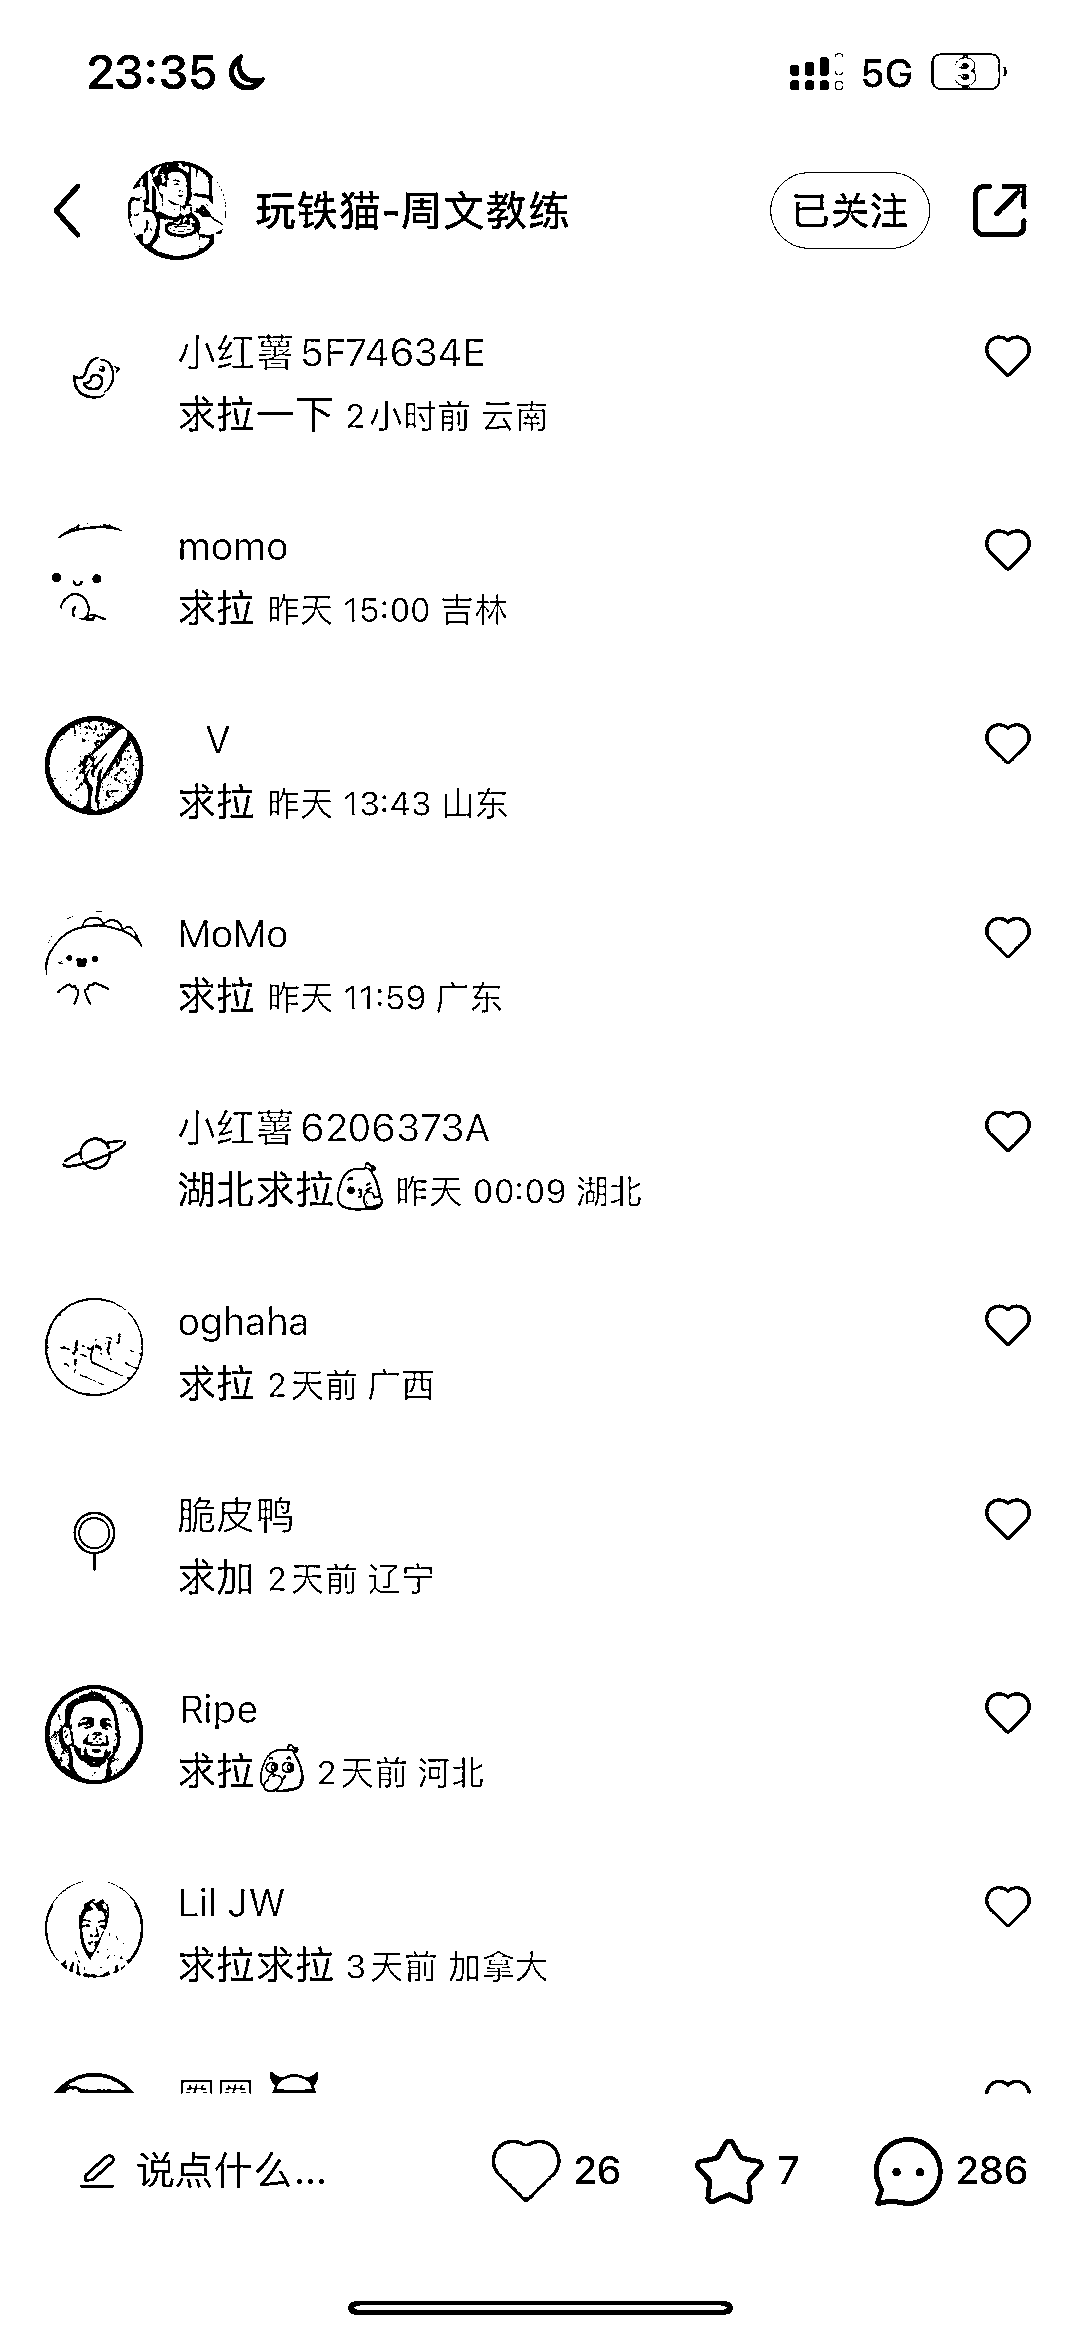 23:35
5G
玩铁猫-周文教练
已关注
小红薯5F74634E
求拉一下 2小时前 云南
momo
求拉 昨天 15:00 吉林
V
求拉 昨天 13:43 山东
MoMo
求拉 昨天 11:59 广东
小红薯6206373A
湖北求拉 昨天 00:09 湖北
oghaha
求拉 2天前 广西
脆皮鸭
求加 2天前 辽宁
Ripe
求拉 2天前 河北
Lil JW
求拉求拉 3天前 加拿大
说点什么...
26
7
286